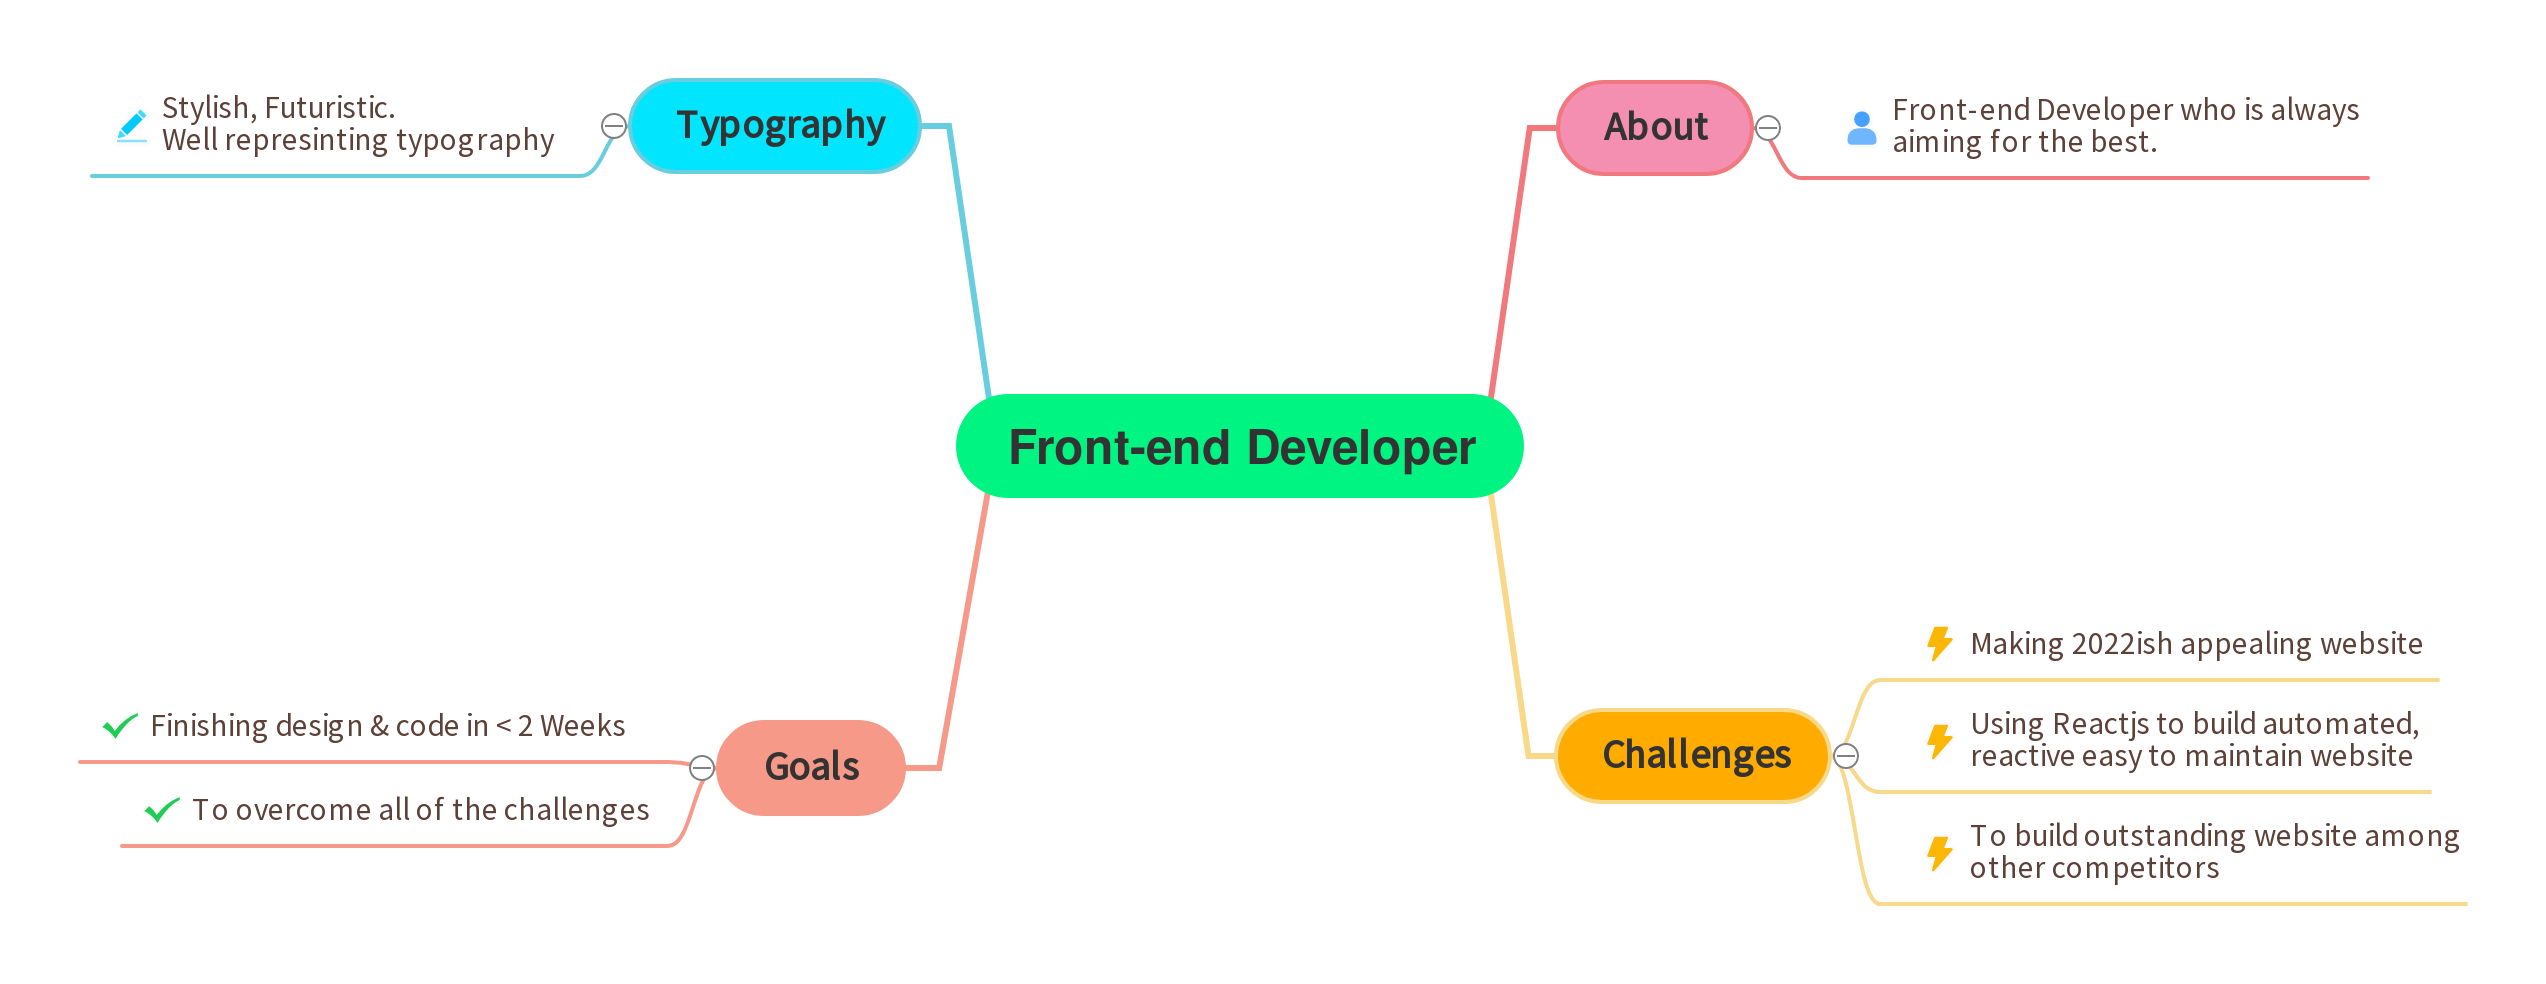 Typography
Stylish, Futuristic.
Well represinting typography
About
Front-end Developer who is always
aiming for the best.
Front-end Developer
Goals
Finishing design & code in < 2 Weeks
To overcome all of the challenges
Challenges
Making 2022ish appealing website
Using Reactjs to build automated,
reactive easy to maintain website
To build outstanding website among
other competitors